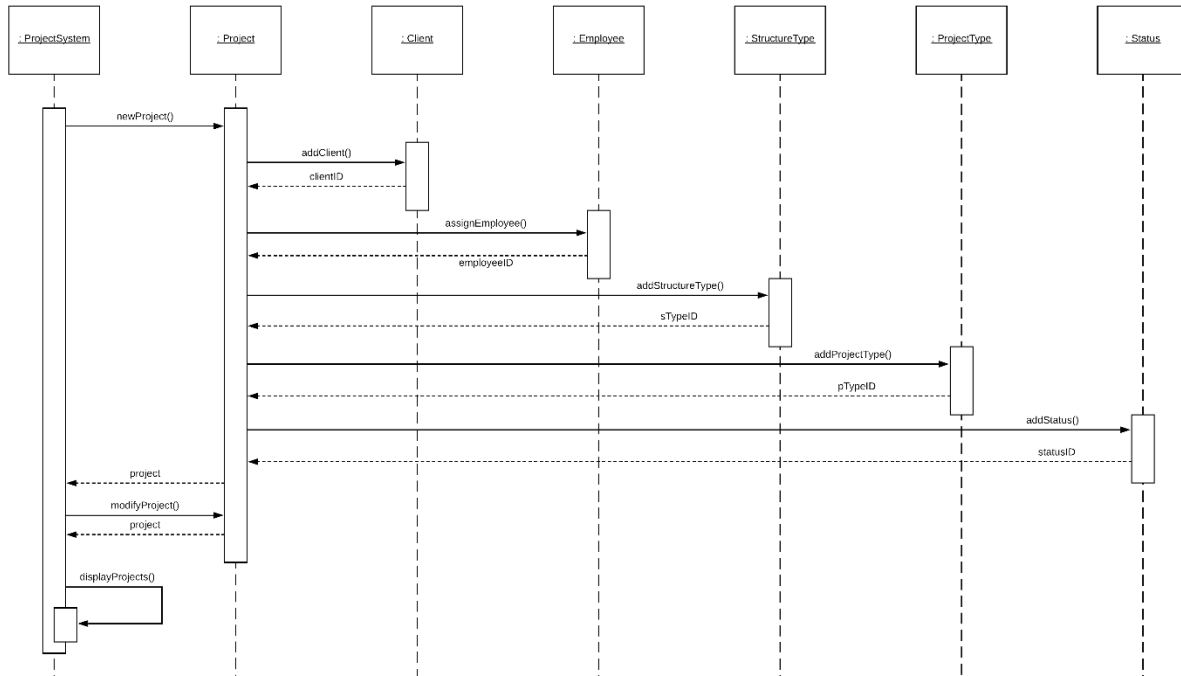 : ProjectSystem
: Project
: Client
: Employee
: StructureType
: ProjectType
: Status
newProject()
addClient()
clientID
assignEmployee()
employeeID
addStructureType()
sTypeID
addProjectType()
pTypeID
addStatus()
statusID
project
modifyProject()
project
displayProjects()